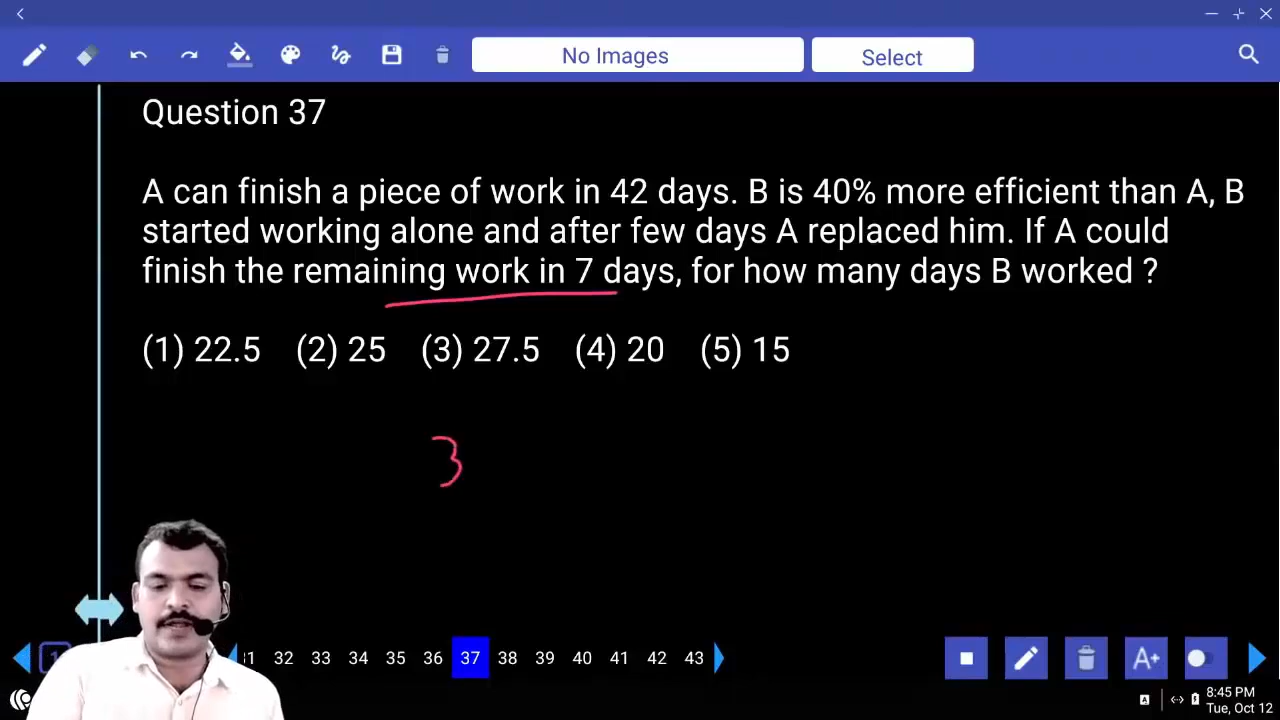 No Images
Select
Question 37
A can finish a piece of work in 42 days. B is 40% more efficient than A, B
started working alone and after few days A replaced him. If A could
finish the remaining work in 7 days, for how many days B worked ?
(1) 22.5 (2) 25 (3) 27.5 (4) 20 (5) 15
3
32 33 34 35 36 37 38 39 40 41 42 43
A+
A
8:45 PM
Tue, Oct 12